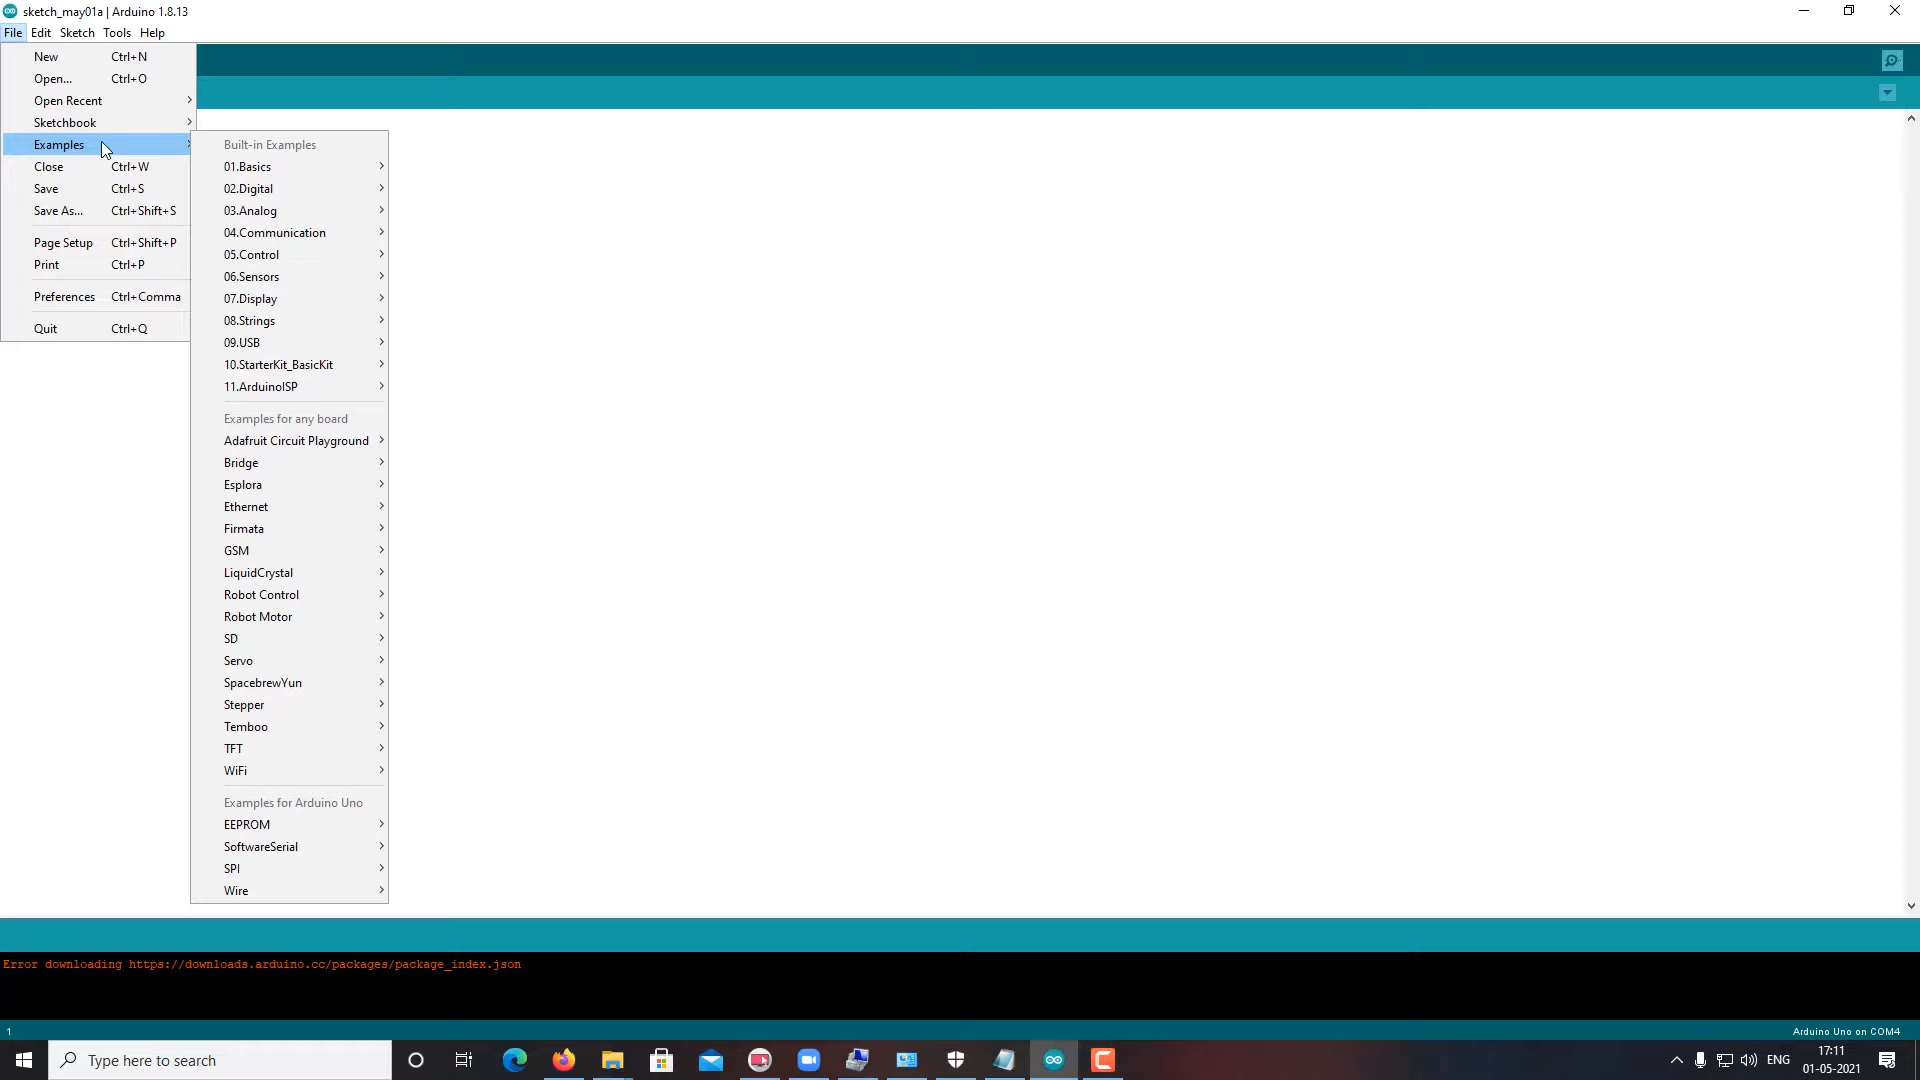 sketch_may01a | Arduino 1.8.13
File Edit Sketch Tools Help
New Ctrl+N
Open... Ctrl+O
Open Recent
Sketchbook
Examples
Close Ctrl+W
Save Ctrl+S
Save As... Ctrl+Shift+S
Page Setup Ctrl+Shift+P
Print Ctrl+P
Preferences Ctrl+Comma
Quit Ctrl+Q
Built-in Examples
01.Basics
02.Digital
03.Analog
04.Communication
05.Control
06.Sensors
07.Display
08.Strings
09.USB
10.StarterKit_BasicKit
11.ArduinoISP
Examples for any board
Adafruit Circuit Playground
Bridge
Esplora
Ethernet
Firmata
GSM
LiquidCrystal
Robot Control
Robot Motor
SD
Servo
SpacebrewYun
Stepper
Temboo
TFT
WiFi
Examples for Arduino Uno
EEPROM
SoftwareSerial
SPI
Wire
Error downloading https://downloads.arduino.cc/packages/package_index.json
1 Arduino Uno on COM4
Type here to search
ENG
17:11
01-05-2021